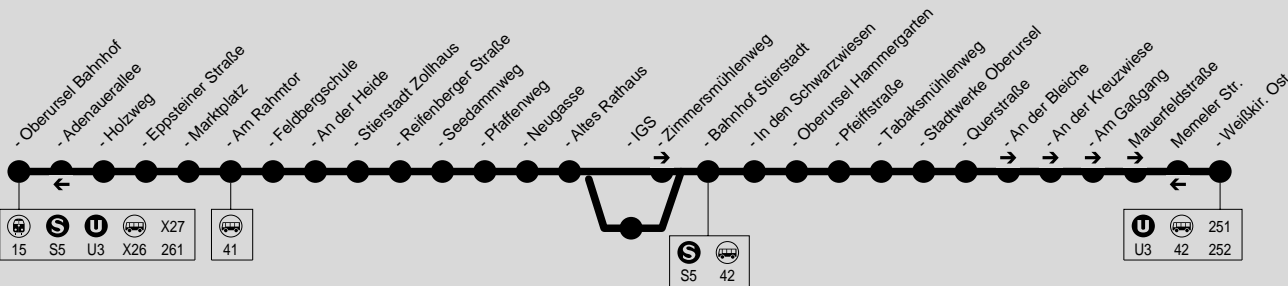 - Oberursel Bahnhof
- Adenauerallee
- Holzweg
- Eppsteiner Straße
- Marktplatz
- Am Rahmtor
- Feldbergschule
- An der Heide
- Stierstadt Zollhaus
- Reifenberger Straße
- Seedammweg
- Pfaffenweg
- Neugasse
- Altes Rathaus
- IGS
- Zimmersmühlenweg
- Bahnhof Stierstadt
- In den Schwarzwiesen
- Oberursel Hammergarten
- Pfeiffstraße
- Tabaksmühlenweg
- Stadtwerke Oberursel
- Querstraße
- An der Bleiche
- An der Kreuzwiese
- Am Gaßgang
Mauerfeldstraße
Memeler Str.
- Weißkir. Ost
S U X27
15 S5 U3 X26 261
41
S
S5 42
U 251
U3 42 252